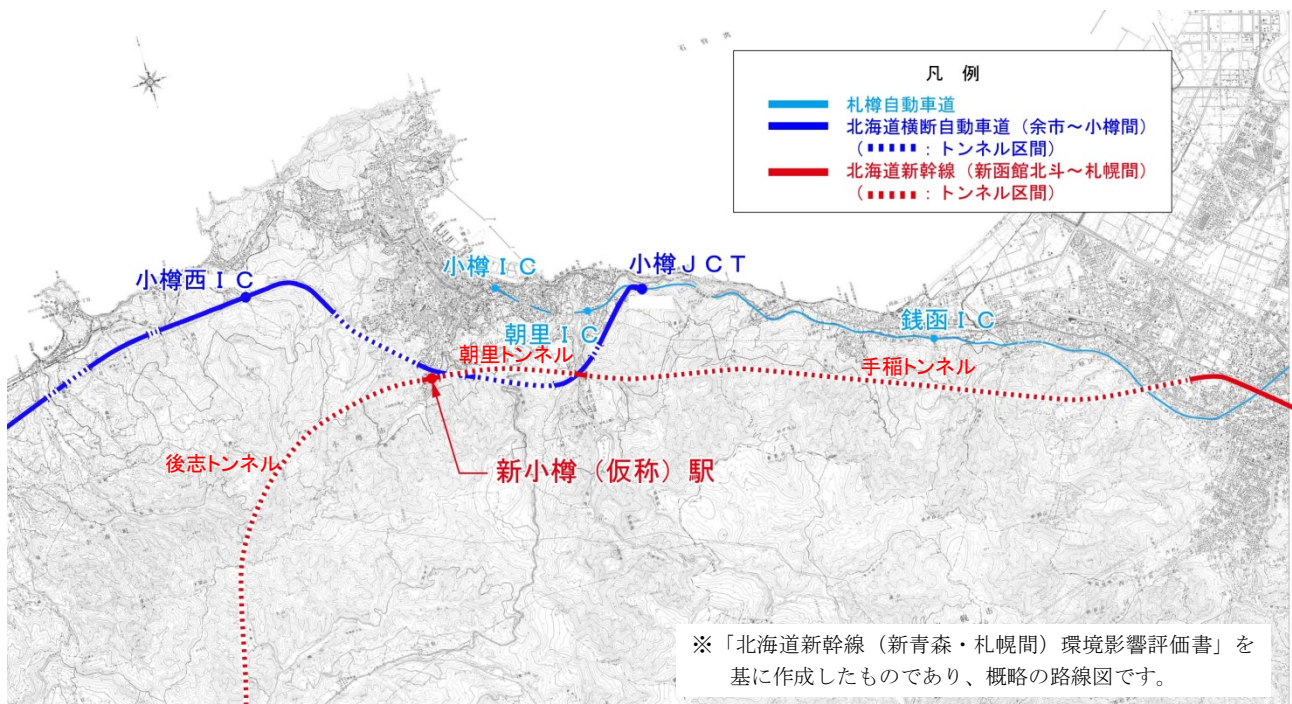 石狩湾
凡 例
札樽自動車道
北海道横断自動車道（余市～小樽間）
（ ：トンネル区間）
北海道新幹線（新函館北斗～札幌間）
（ ：トンネル区間）
小樽西ＩＣ
小樽ＩＣ
小樽ＪＣＴ
朝里ＩＣ
銭函ＩＣ
朝里トンネル
手稲トンネル
後志トンネル
新小樽（仮称）駅
※「北海道新幹線（新青森・札幌間）環境影響評価書」を
基に作成したものであり、概略の路線図です。